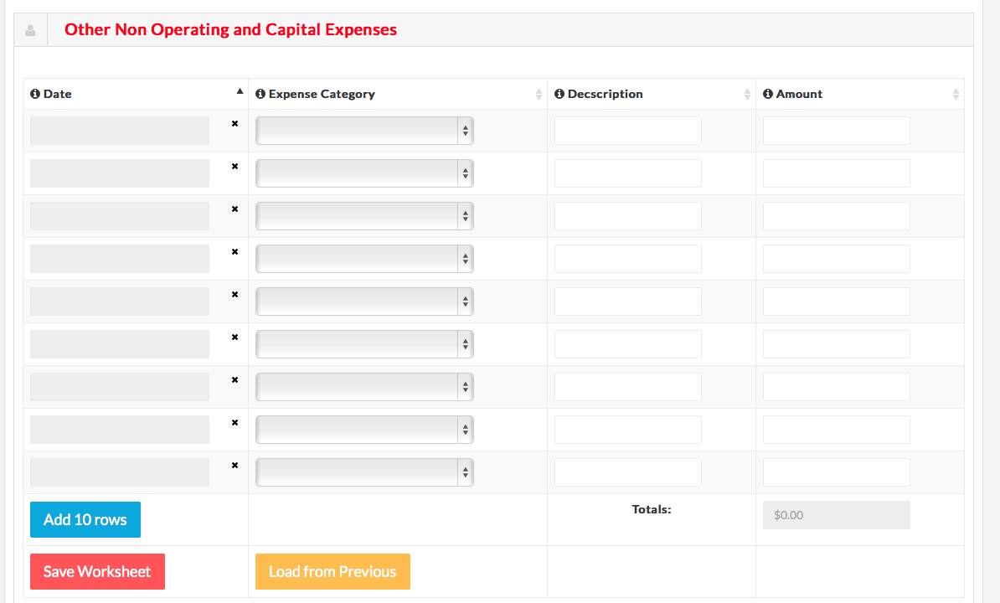 Other Non Operating and Capital Expenses
Date Expense Category Decscription Amount
Add 10 rows Totals: $0.00
Save Worksheet Load from Previous